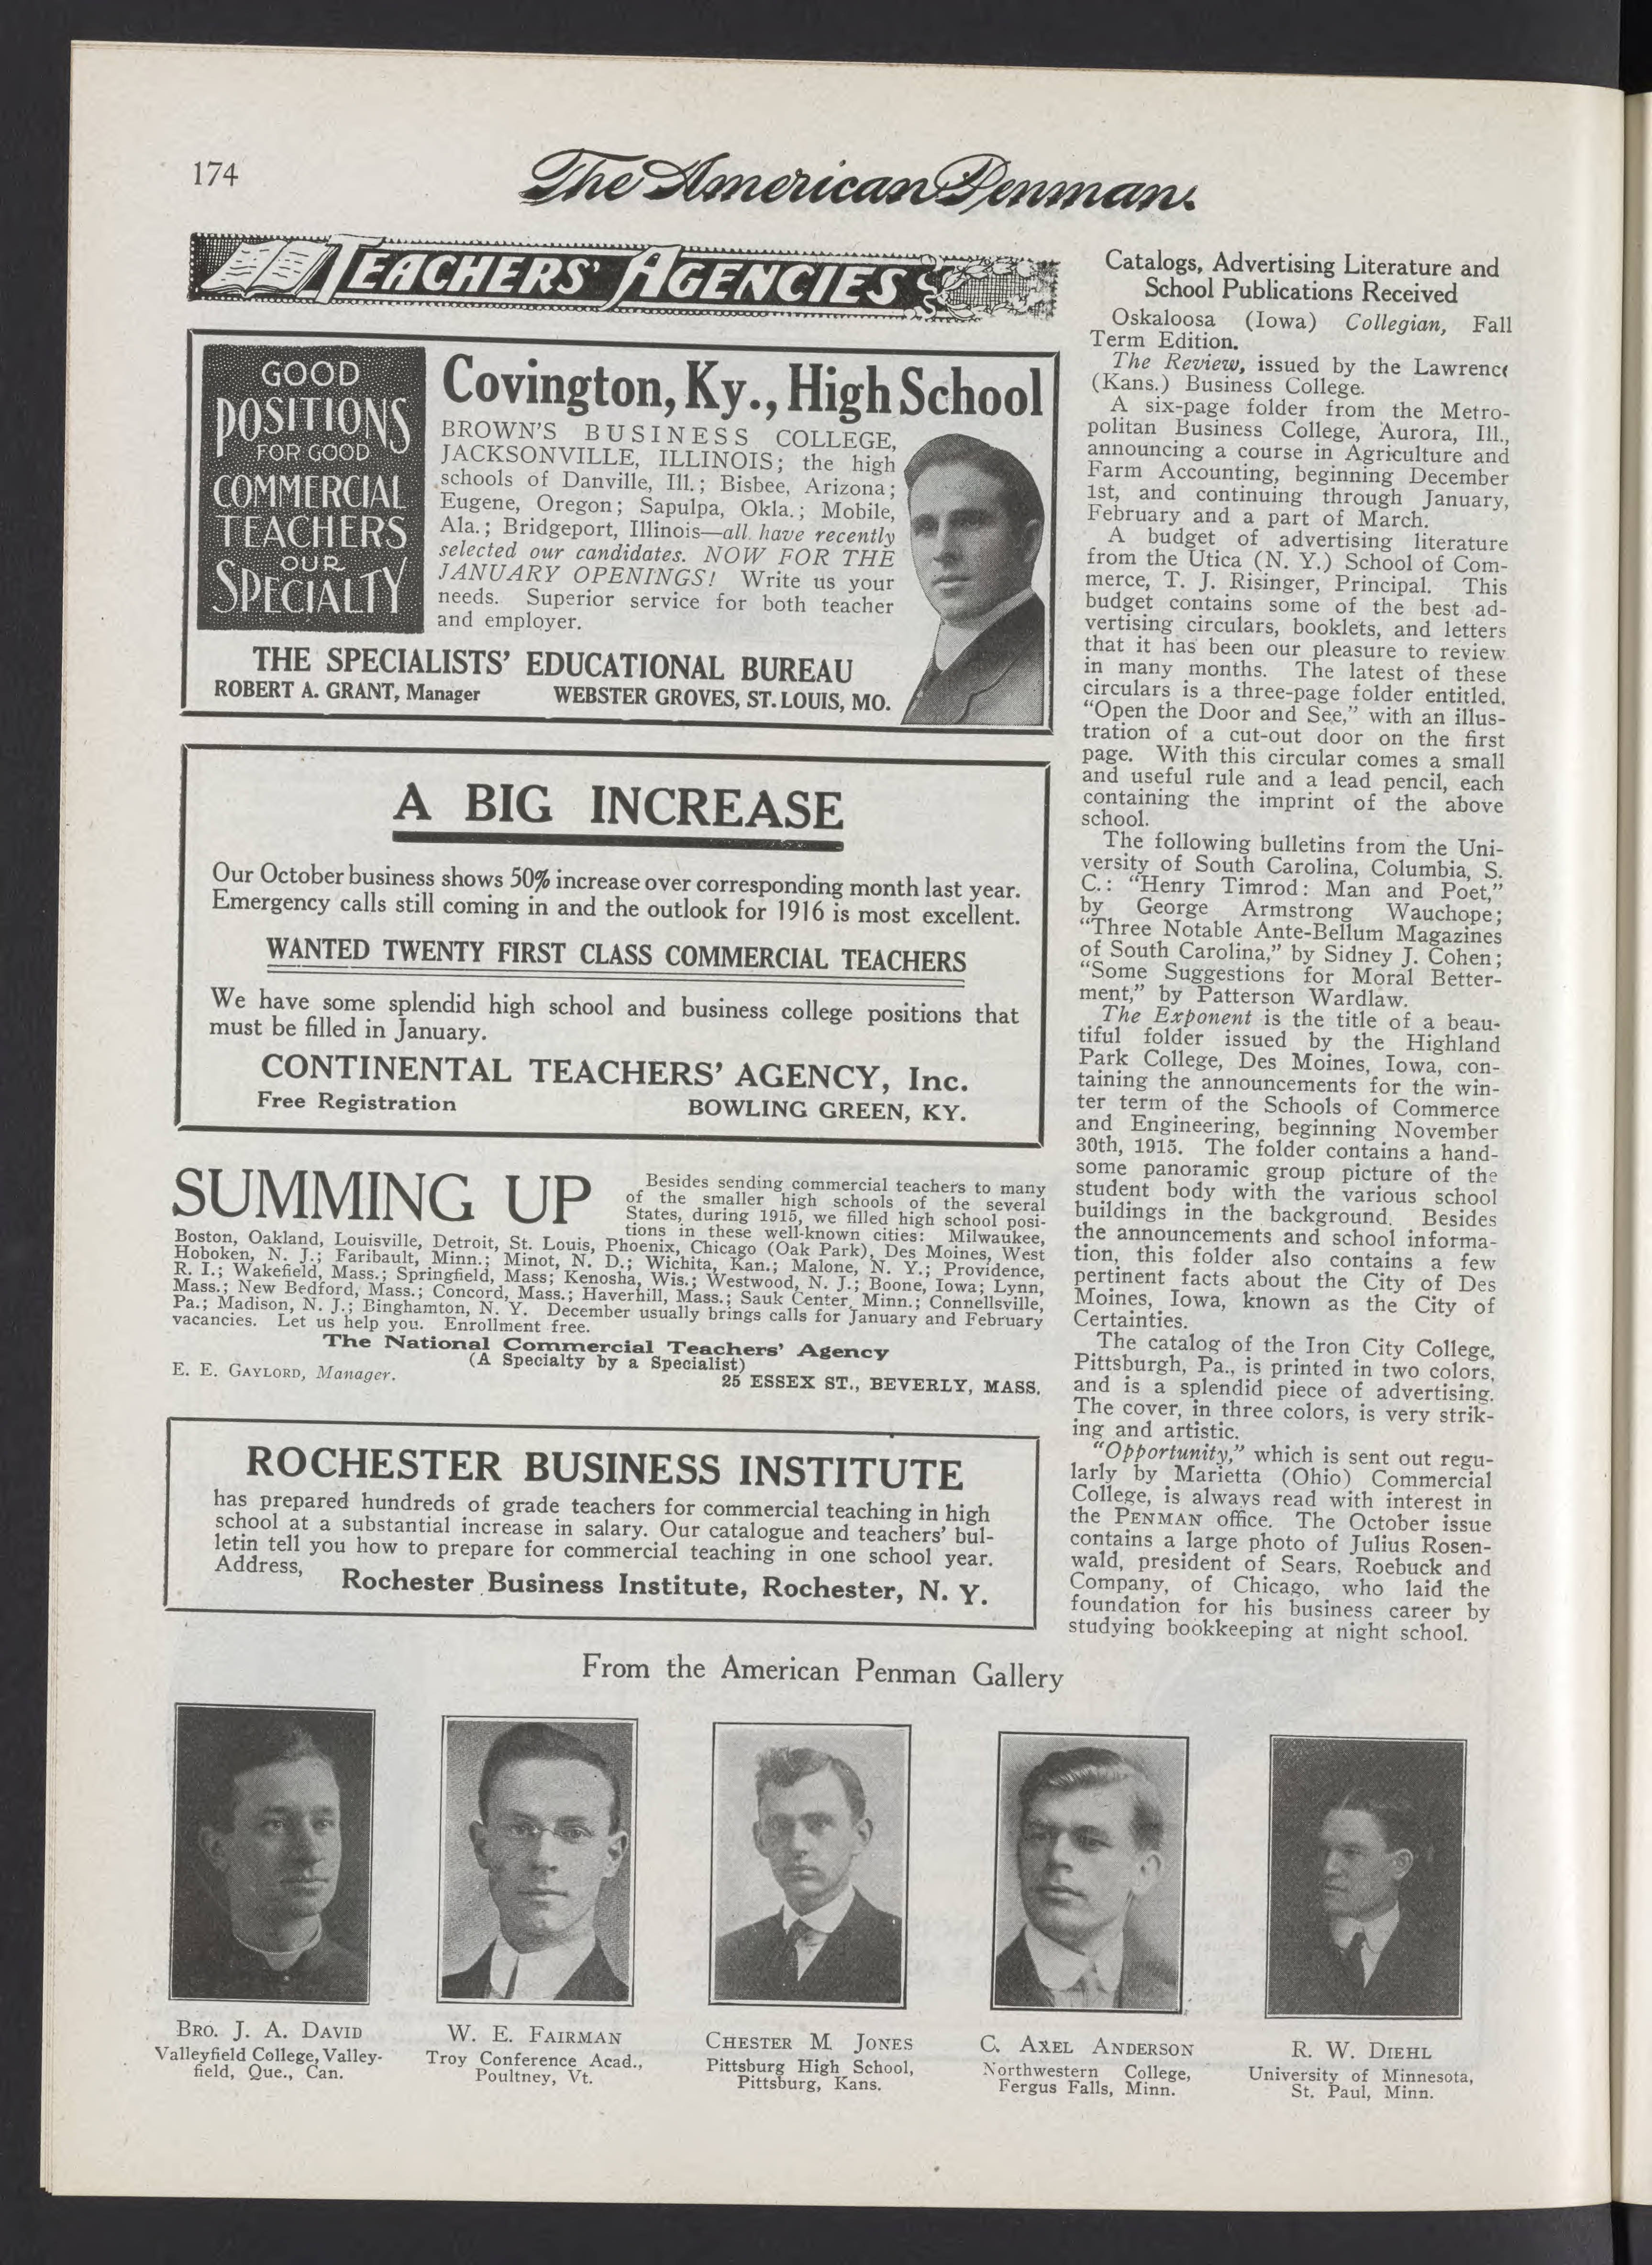 174
The American Penman.
TEACHERS' AGENCIES
GOOD
POSITIONS
FOR GOOD
COMMERCIAL
TEACHERS
OUR
SPECIALTY
Covington, Ky., High School
BROWN'S BUSINESS COLLEGE,
JACKSONVILLE, ILLINOIS; the high
schools of Danville, Ill.; Bisbee, Arizona;
Eugene, Oregon; Sapulpa, Okla.; Mobile,
Ala.; Bridgeport, Illinois—all have recently
selected our candidates. NOW FOR THE
JANUARY OPENINGS! Write us your
needs. Superior service for both teacher
and employer.
THE SPECIALISTS' EDUCATIONAL BUREAU
ROBERT A. GRANT, Manager WEBSTER GROVES, ST. LOUIS, MO.
A BIG INCREASE
Our October business shows 50% increase over corresponding month last year.
Emergency calls still coming in and the outlook for 1916 is most excellent.
WANTED TWENTY FIRST CLASS COMMERCIAL TEACHERS
We have some splendid high school and business college positions that
must be filled in January.
CONTINENTAL TEACHERS' AGENCY, Inc.
Free Registration BOWLING GREEN, KY.
SUMMING UP
Besides sending commercial teachers to many
of the smaller high schools of the several
States, during 1915, we filled high school posi-
tions in these well-known cities: Milwaukee,
Boston, Oakland, Louisville, Detroit, St. Louis, Phoenix, Chicago (Oak Park), Des Moines, West
Hoboken, N. J.; Faribault, Minn.; Minot, N. D.; Wichita, Kan.; Malone, N. Y.; Providence,
R. I.; Wakefield, Mass.; Springfield, Mass; Kenosha, Wis.; Westwood, N. J.; Boone, Iowa; Lynn,
Mass.; New Bedford, Mass.; Concord, Mass.; Haverhill, Mass.; Sauk Center, Minn.; Connellsville,
Pa.; Madison, N. J.; Binghamton, N. Y. December usually brings calls for January and February
vacancies. Let us help you. Enrollment free.
The National Commercial Teachers' Agency
(A Specialty by a Specialist)
E. E. GAYLORD, Manager.
25 ESSEX ST., BEVERLY, MASS.
ROCHESTER BUSINESS INSTITUTE
has prepared hundreds of grade teachers for commercial teaching in high
school at a substantial increase in salary. Our catalogue and teachers' bul-
letin tell you how to prepare for commercial teaching in one school year.
Address,
Rochester Business Institute, Rochester, N. Y.
Catalogs, Advertising Literature and
School Publications Received
Oskaloosa (Iowa) Collegian, Fall
Term Edition.
The Review, issued by the Lawrence
(Kans.) Business College.
A six-page folder from the Metro-
politan Business College, Aurora, Ill.,
announcing a course in Agriculture and
Farm Accounting, beginning December
1st, and continuing through January,
February and a part of March.
A budget of advertising literature
from the Utica (N. Y.) School of Com-
merce, T. J. Risinger, Principal. This
budget contains some of the best ad-
vertising circulars, booklets, and letters
that it has been our pleasure to review
in many months. The latest of these
circulars is a three-page folder entitled,
"Open the Door and See," with an illus-
tration of a cut-out door on the first
page. With this circular comes a small
and useful rule and a lead pencil, each
containing the imprint of the above
school.
The following bulletins from the Uni-
versity of South Carolina, Columbia, S.
C.: "Henry Timrod: Man and Poet,"
by George Armstrong Wauchope;
"Three Notable Ante-Bellum Magazines
of South Carolina," by Sidney J. Cohen;
"Some Suggestions for Moral Better-
ment," by Patterson Wardlaw.
The Exponent is the title of a beau-
tiful folder issued by the Highland
Park College, Des Moines, Iowa, con-
taining the announcements for the win-
ter term of the Schools of Commerce
and Engineering, beginning November
30th, 1915. The folder contains a hand-
some panoramic group picture of the
student body with the various school
buildings in the background. Besides
the announcements and school informa-
tion, this folder also contains a few
pertinent facts about the City of Des
Moines, Iowa, known as the City of
Certainties.
The catalog of the Iron City College,
Pittsburgh, Pa., is printed in two colors,
and is a splendid piece of advertising.
The cover, in three colors, is very strik-
ing and artistic.
"Opportunity," which is sent out regu-
larly by Marietta (Ohio) Commercial
College, is always read with interest in
the PENMAN office. The October issue
contains a large photo of Julius Rosen-
wald, president of Sears, Roebuck and
Company, of Chicago, who laid the
foundation for his business career by
studying bookkeeping at night school.
From the American Penman Gallery
BRO. J. A. DAVID
Valleyfield College, Valley-
field, Que., Can.
W. E. FAIRMAN
Troy Conference Acad.,
Poultney, Vt.
CHESTER M. JONES
Pittsburg High School,
Pittsburg, Kans.
C. AXEL ANDERSON
Northwestern College,
Fergus Falls, Minn.
R. W. DIEHL
University of Minnesota,
St. Paul, Minn.